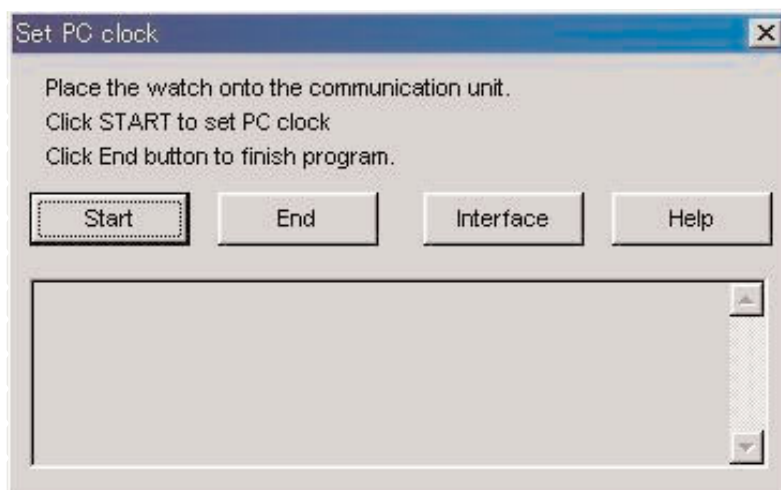 Set PC clock
Place the watch onto the communication unit.
Click START to set PC clock
Click End button to finish program.
Start End Interface Help